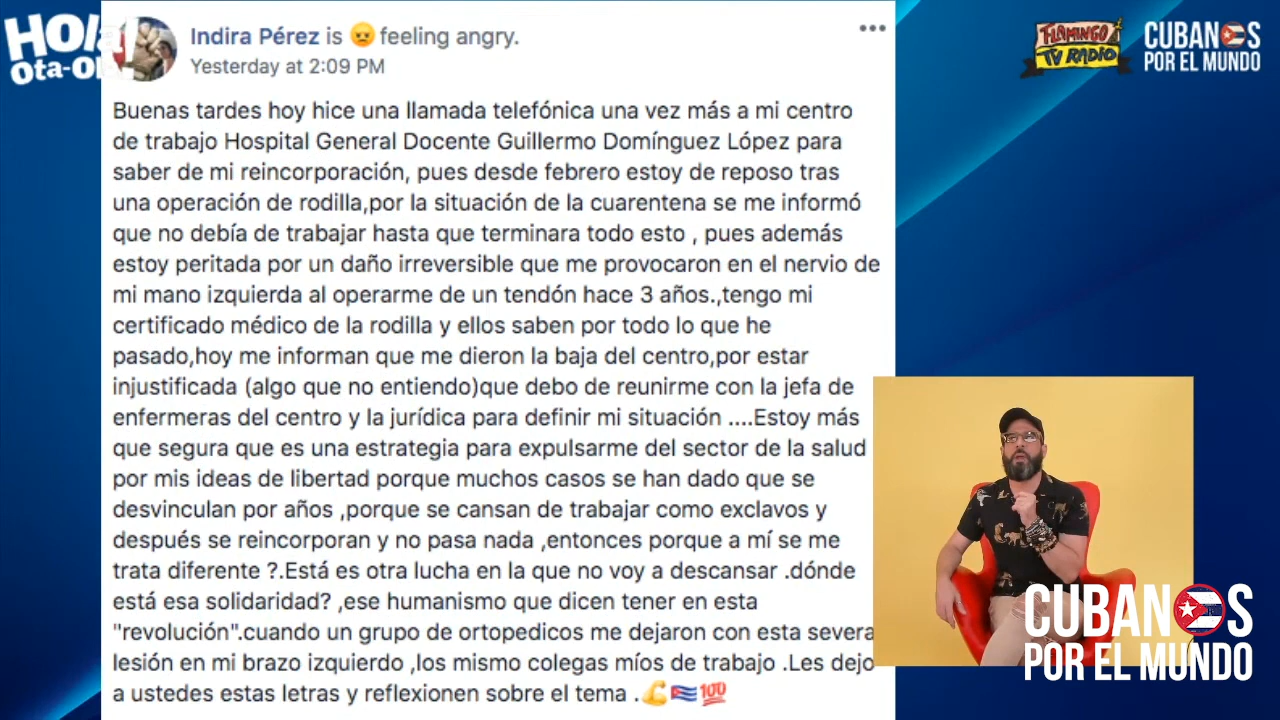 HOla
Ota-Ola
Indira Pérez is 😠 feeling angry.
Yesterday at 2:09 PM
FLAMINGO
TV RADIO
CUBANOS
POR EL MUNDO
Buenas tardes hoy hice una llamada telefónica una vez más a mi centro
de trabajo Hospital General Docente Guillermo Domínguez López para
saber de mi reincorporación, pues desde febrero estoy de reposo tras
una operación de rodilla,por la situación de la cuarentena se me informó
que no debía de trabajar hasta que terminara todo esto , pues además
estoy peritada por un daño irreversible que me provocaron en el nervio de
mi mano izquierda al operarme de un tendón hace 3 años.,tengo mi
certificado médico de la rodilla y ellos saben por todo lo que he
pasado,hoy me informan que me dieron la baja del centro,por estar
injustificada (algo que no entiendo)que debo de reunirme con la jefa de
enfermeras del centro y la jurídica para definir mi situación ....Estoy más
que segura que es una estrategia para expulsarme del sector de la salud
por mis ideas de libertad porque muchos casos se han dado que se
desvinculan por años ,porque se cansan de trabajar como exclavos y
después se reincorporan y no pasa nada ,entonces porque a mí se me
trata diferente ?.Está es otra lucha en la que no voy a descansar .dónde
está esa solidaridad? ,ese humanismo que dicen tener en esta
"revolución".cuando un grupo de ortopedicos me dejaron con esta severa
lesión en mi brazo izquierdo ,los mismo colegas míos de trabajo .Les dejo
a ustedes estas letras y reflexionen sobre el tema .💪🇨🇺💯
CUBANOS
POR EL MUNDO